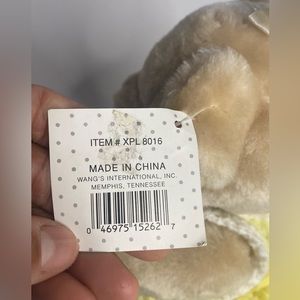 ITEM # XPL 8016
MADE IN CHINA
WANG'S INTERNATIONAL, INC.
MEMPHIS, TENNESSEE
0 46975 15262 7